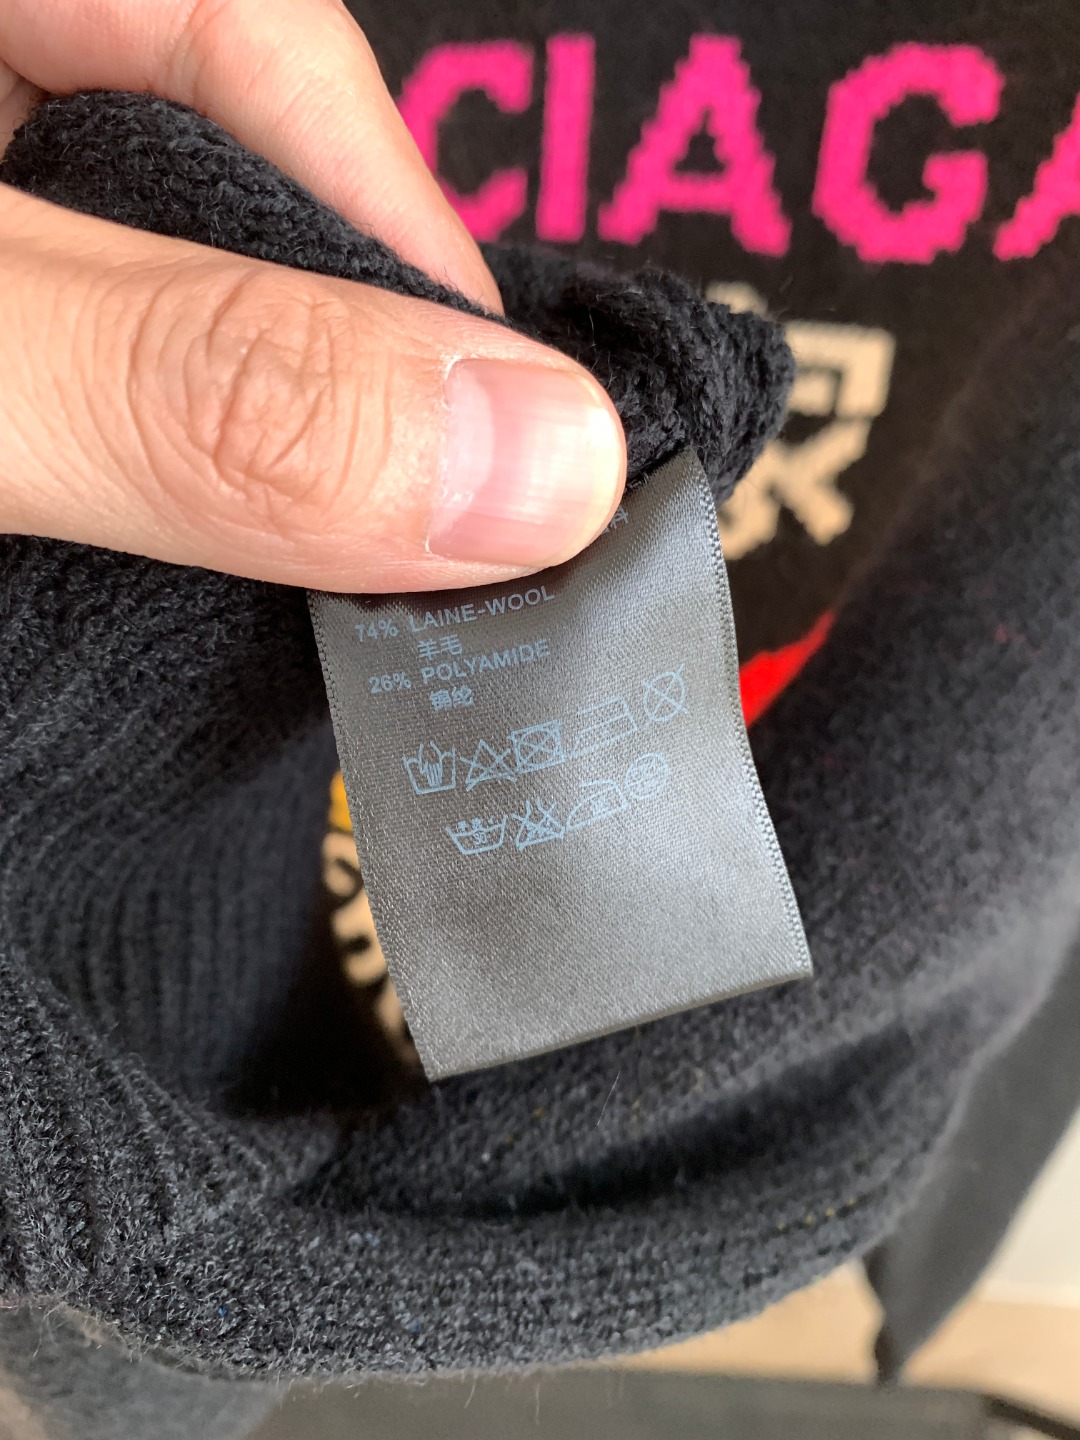 CIAGA
74% LAINE-WOOL
羊毛
26% POLYAMIDE
锦纶